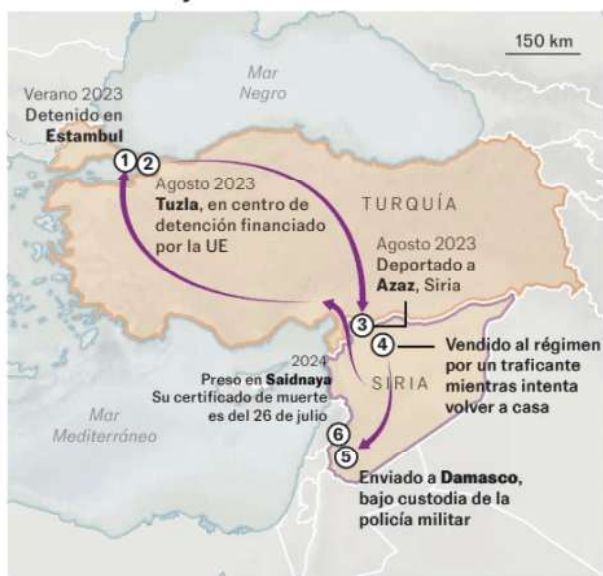 150 km
Mar
Negro
Verano 2023
Detenido en
Estambul
1
2
Agosto 2023
Tuzla, en centro de
detención financiado
por la UE
TURQUÍA
Agosto 2023
Deportado a
Azaz, Siria
3
4
Vendido al régimen
por un traficante
mientras intenta
volver a casa
SIRIA
2024
Preso en Saidnaya
Su certificado de muerte
es del 26 de julio
Mar
Mediterráneo
6
5
Enviado a Damasco,
bajo custodia de la
policía militar